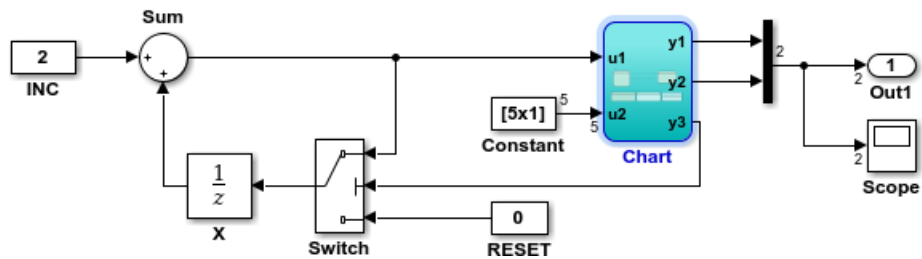 Sum
2
INC
+
+
u1
u2
y1
y2
y3
Chart
[5x1]
5
5
Constant
2
1
2
Out1
2
Scope
1
z
X
Switch
0
RESET